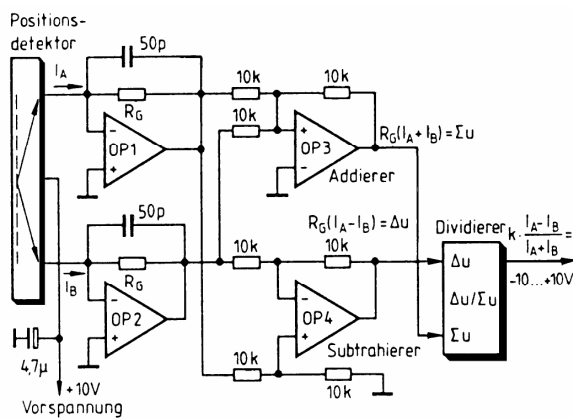 Positions-
detektor
I_A
50p
R_G
−
+
OP1
10k
10k
10k
+
−
OP3
R_G(I_A+I_B)=Σu
Addierer
50p
R_G(I_A−I_B)=Δu
Dividierer
k·(I_A−I_B)/(I_A+I_B)=
10k
10k
I_B
R_G
−
+
OP2
−
+
OP4
Δu
Δu/Σu
Σu
−10...+10V
Subtrahierer
4,7µ
10k
10k
+10V
Vorspannung